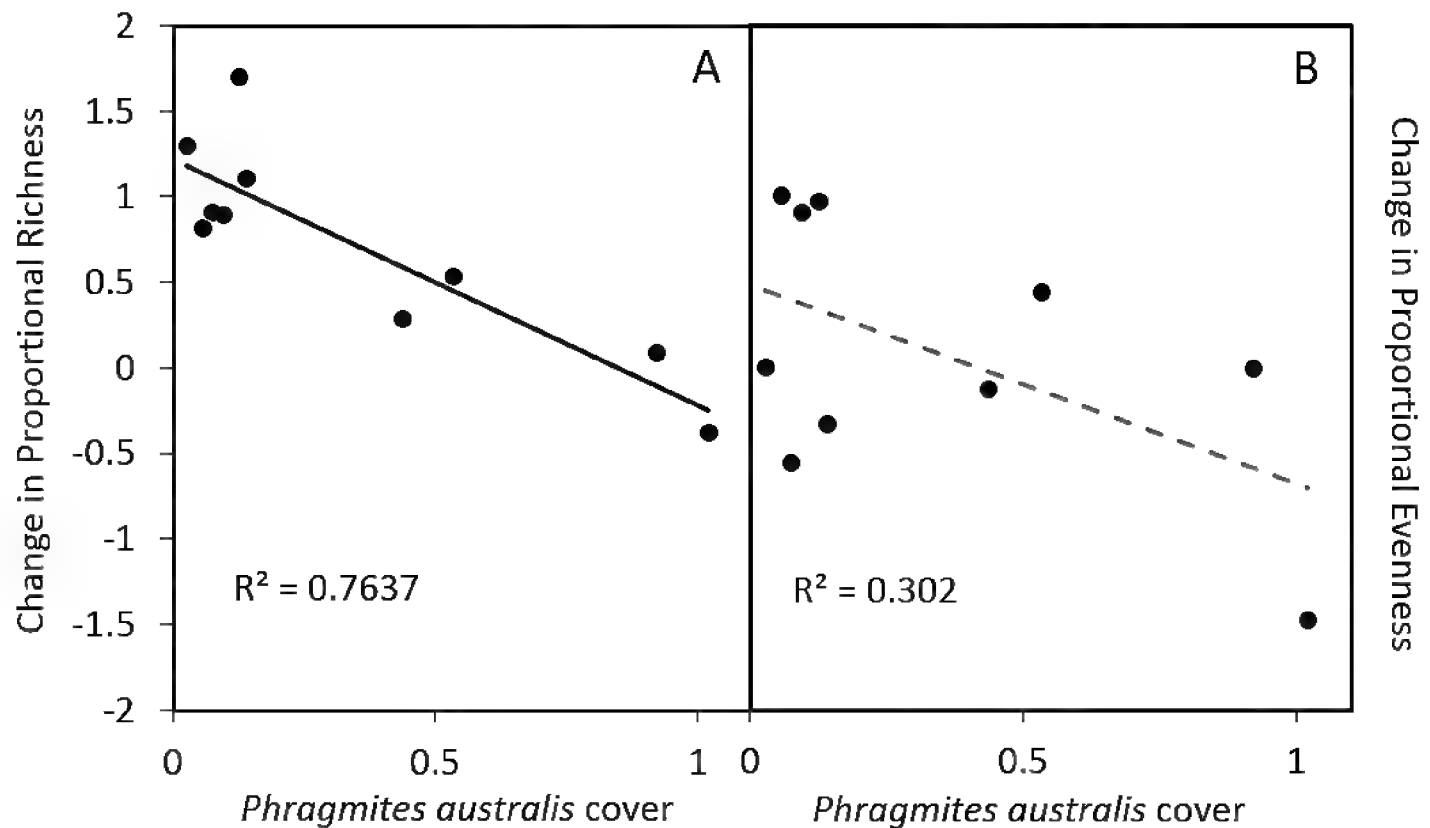 Change in Proportional Richness
2
1.5
1
0.5
0
-0.5
-1
-1.5
-2
A
R² = 0.7637
0
0.5
1
Phragmites australis cover
B
R² = 0.302
0
0.5
1
Phragmites australis cover
Change in Proportional Evenness